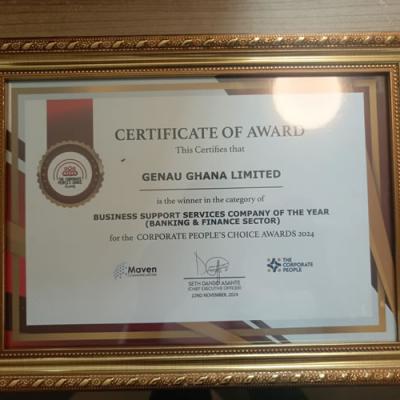 CERTIFICATE OF AWARD
This Certifies that
GENAU GHANA LIMITED
is the winner in the category of
BUSINESS SUPPORT SERVICES COMPANY OF THE YEAR
(BANKING & FINANCE SECTOR)
for the CORPORATE PEOPLE'S CHOICE AWARDS 2024
Maven
SETH DANSO ASANTE
(CHIEF EXECUTIVE OFFICER)
22ND NOVEMBER, 2024
THE
CORPORATE
PEOPLE